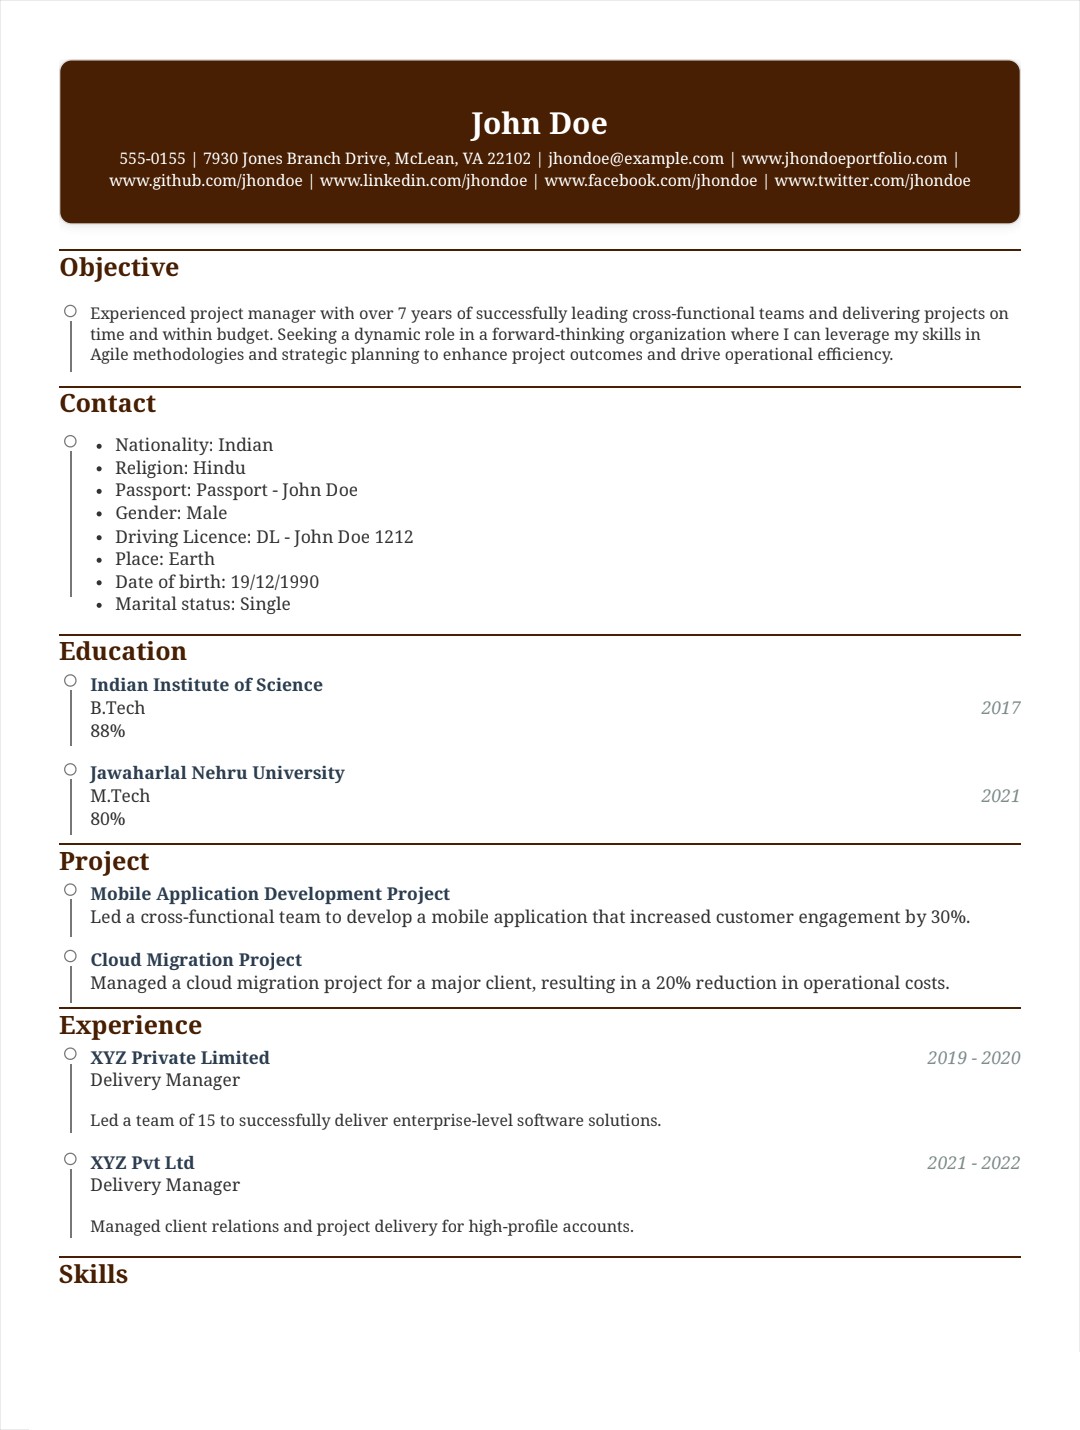 John Doe
555-0155 | 7930 Jones Branch Drive, McLean, VA 22102 | jhondoe@example.com | www.jhondoeportfolio.com |
www.github.com/jhondoe | www.linkedin.com/jhondoe | www.facebook.com/jhondoe | www.twitter.com/jhondoe
Objective
Experienced project manager with over 7 years of successfully leading cross-functional teams and delivering projects on
time and within budget. Seeking a dynamic role in a forward-thinking organization where I can leverage my skills in
Agile methodologies and strategic planning to enhance project outcomes and drive operational efficiency.
Contact
• Nationality: Indian
• Religion: Hindu
• Passport: Passport - John Doe
• Gender: Male
• Driving Licence: DL - John Doe 1212
• Place: Earth
• Date of birth: 19/12/1990
• Marital status: Single
Education
Indian Institute of Science
B.Tech 2017
88%
Jawaharlal Nehru University
M.Tech 2021
80%
Project
Mobile Application Development Project
Led a cross-functional team to develop a mobile application that increased customer engagement by 30%.
Cloud Migration Project
Managed a cloud migration project for a major client, resulting in a 20% reduction in operational costs.
Experience
XYZ Private Limited 2019 - 2020
Delivery Manager
Led a team of 15 to successfully deliver enterprise-level software solutions.
XYZ Pvt Ltd 2021 - 2022
Delivery Manager
Managed client relations and project delivery for high-profile accounts.
Skills